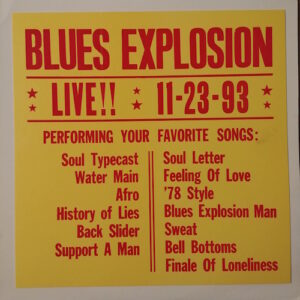 BLUES EXPLOSION
LIVE!! 11-23-93
PERFORMING YOUR FAVORITE SONGS:
Soul Typecast
Water Main
Afro
History of Lies
Back Slider
Support A Man
Soul Letter
Feeling Of Love
'78 Style
Blues Explosion Man
Sweat
Bell Bottoms
Finale Of Loneliness